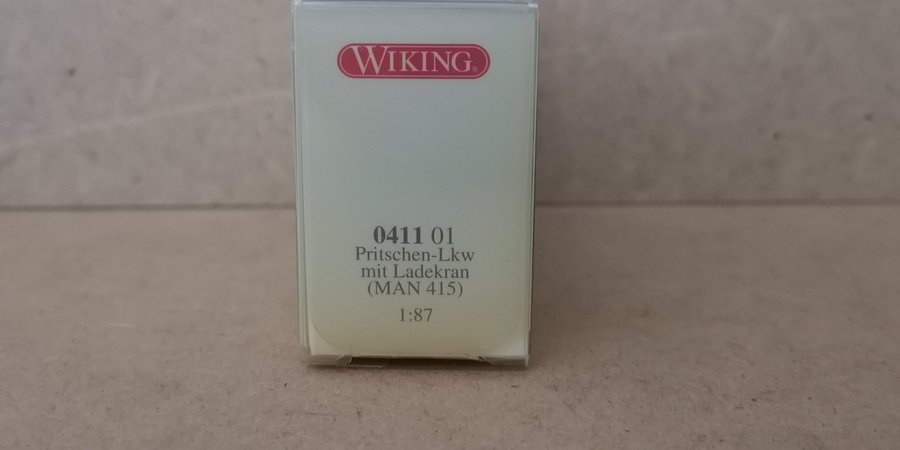 WIKING®
0411 01
Pritschen-Lkw
mit Ladekran
(MAN 415)
1:87